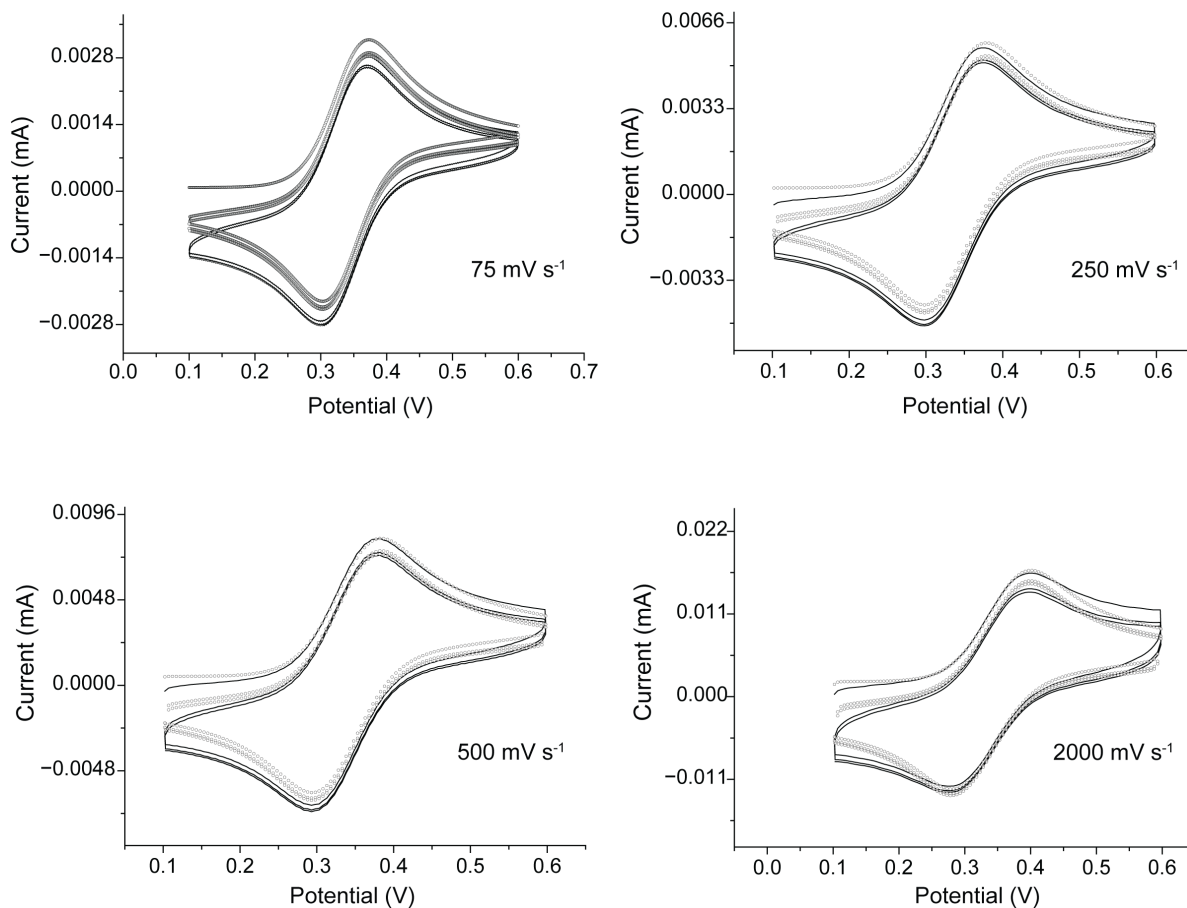 0.0028
0.0014
0.0000
−0.0014
−0.0028
Current (mA)
75 mV s-1
0.0 0.1 0.2 0.3 0.4 0.5 0.6 0.7
Potential (V)
0.0066
0.0033
0.0000
−0.0033
Current (mA)
250 mV s-1
0.1 0.2 0.3 0.4 0.5 0.6
Potential (V)
0.0096
0.0048
0.0000
−0.0048
Current (mA)
500 mV s-1
0.1 0.2 0.3 0.4 0.5 0.6
Potential (V)
0.022
0.011
0.000
−0.011
Current (mA)
2000 mV s-1
0.0 0.1 0.2 0.3 0.4 0.5 0.6
Potential (V)